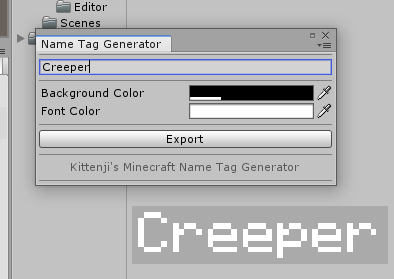 Editor
Scenes
Name Tag Generator
Creeper
Background Color
Font Color
Export
Kittenji's Minecraft Name Tag Generator
Creeper